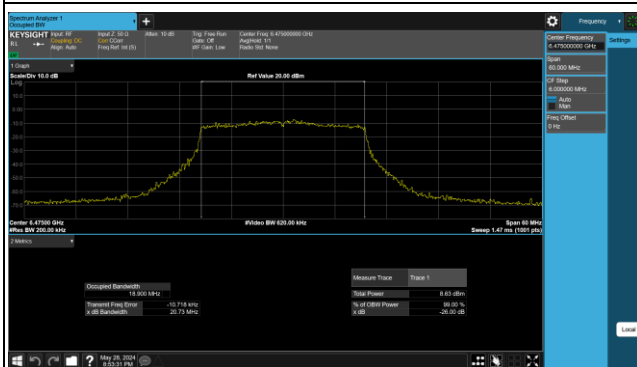 Spectrum Analyzer 1
Occupied BW
Frequency
KEYSIGHT
Input: RF
Coupling: DC
Align: Auto
Input Z: 50 Ω
Corr CCorr
Freq Ref: Int (S)
Atten: 10 dB
Trig: Free Run
Gate: Off
#IF Gain: Low
Center Freq: 6.475000000 GHz
Avg|Hold: 1/1
Radio Std: None
Center Frequency
6.475000000 GHz
Settings
Span
60.000 MHz
CF Step
6.000000 MHz
Auto
Man
Freq Offset
0 Hz
1 Graph
Scale/Div 10.0 dB
Ref Value 20.00 dBm
Log
10.0
0.00
Center 6.47500 GHz
#Res BW 200.00 kHz
#Video BW 620.00 kHz
Span 60 MHz
Sweep 1.47 ms (1001 pts)
2 Metrics
Measure Trace
Trace 1
Occupied Bandwidth
Total Power
8.63 dBm
Transmit Freq Error
-10.718 kHz
% of OBW Power
99.00 %
x dB Bandwidth
20.73 MHz
x dB
-26.00 dB
Local
?
May 28, 2024
8:53:31 PM